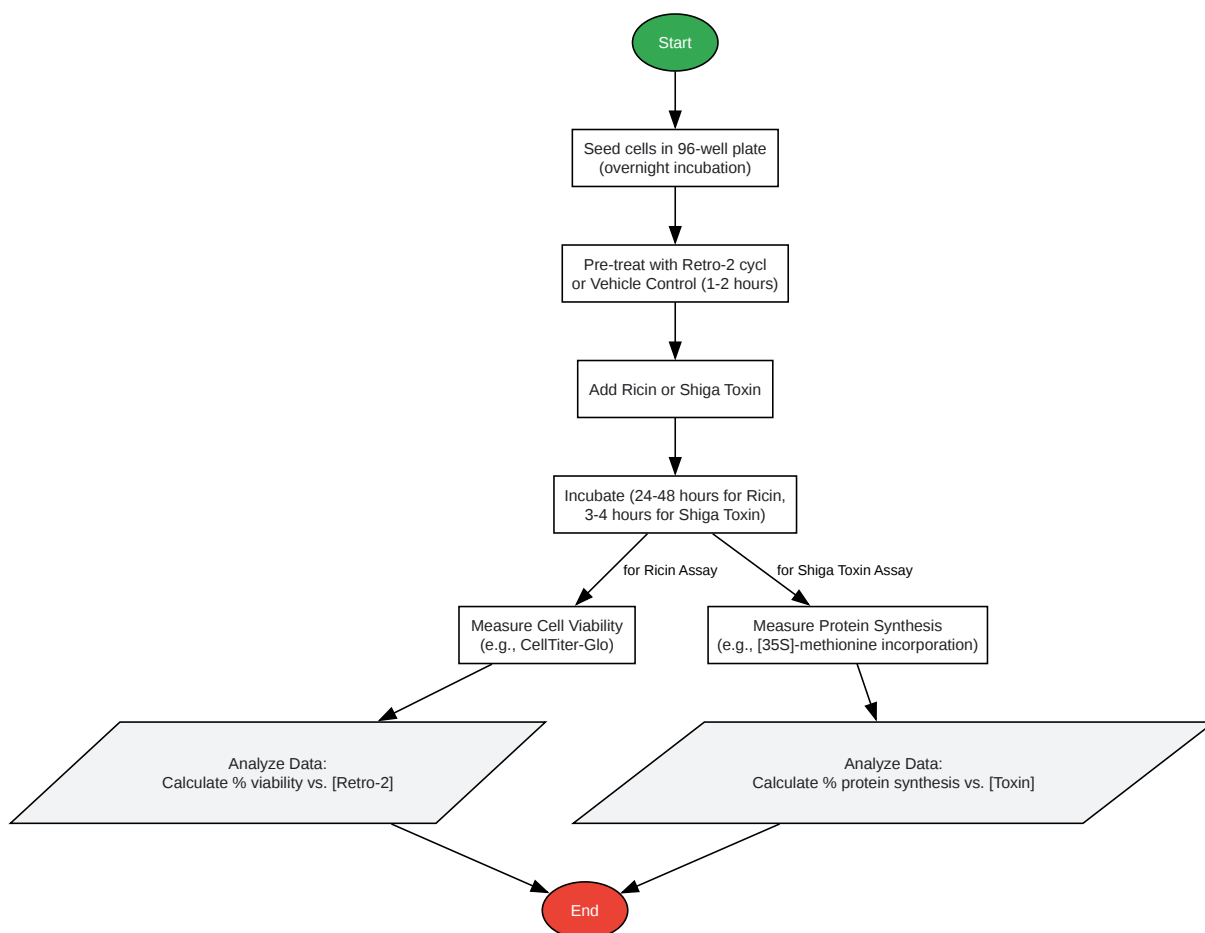 Start
Seed cells in 96-well plate
(overnight incubation)
Pre-treat with Retro-2 cycl
or Vehicle Control (1-2 hours)
Add Ricin or Shiga Toxin
Incubate (24-48 hours for Ricin,
3-4 hours for Shiga Toxin)
for Ricin Assay
for Shiga Toxin Assay
Measure Cell Viability
(e.g., CellTiter-Glo)
Measure Protein Synthesis
(e.g., [35S]-methionine incorporation)
Analyze Data:
Calculate % viability vs. [Retro-2]
Analyze Data:
Calculate % protein synthesis vs. [Toxin]
End